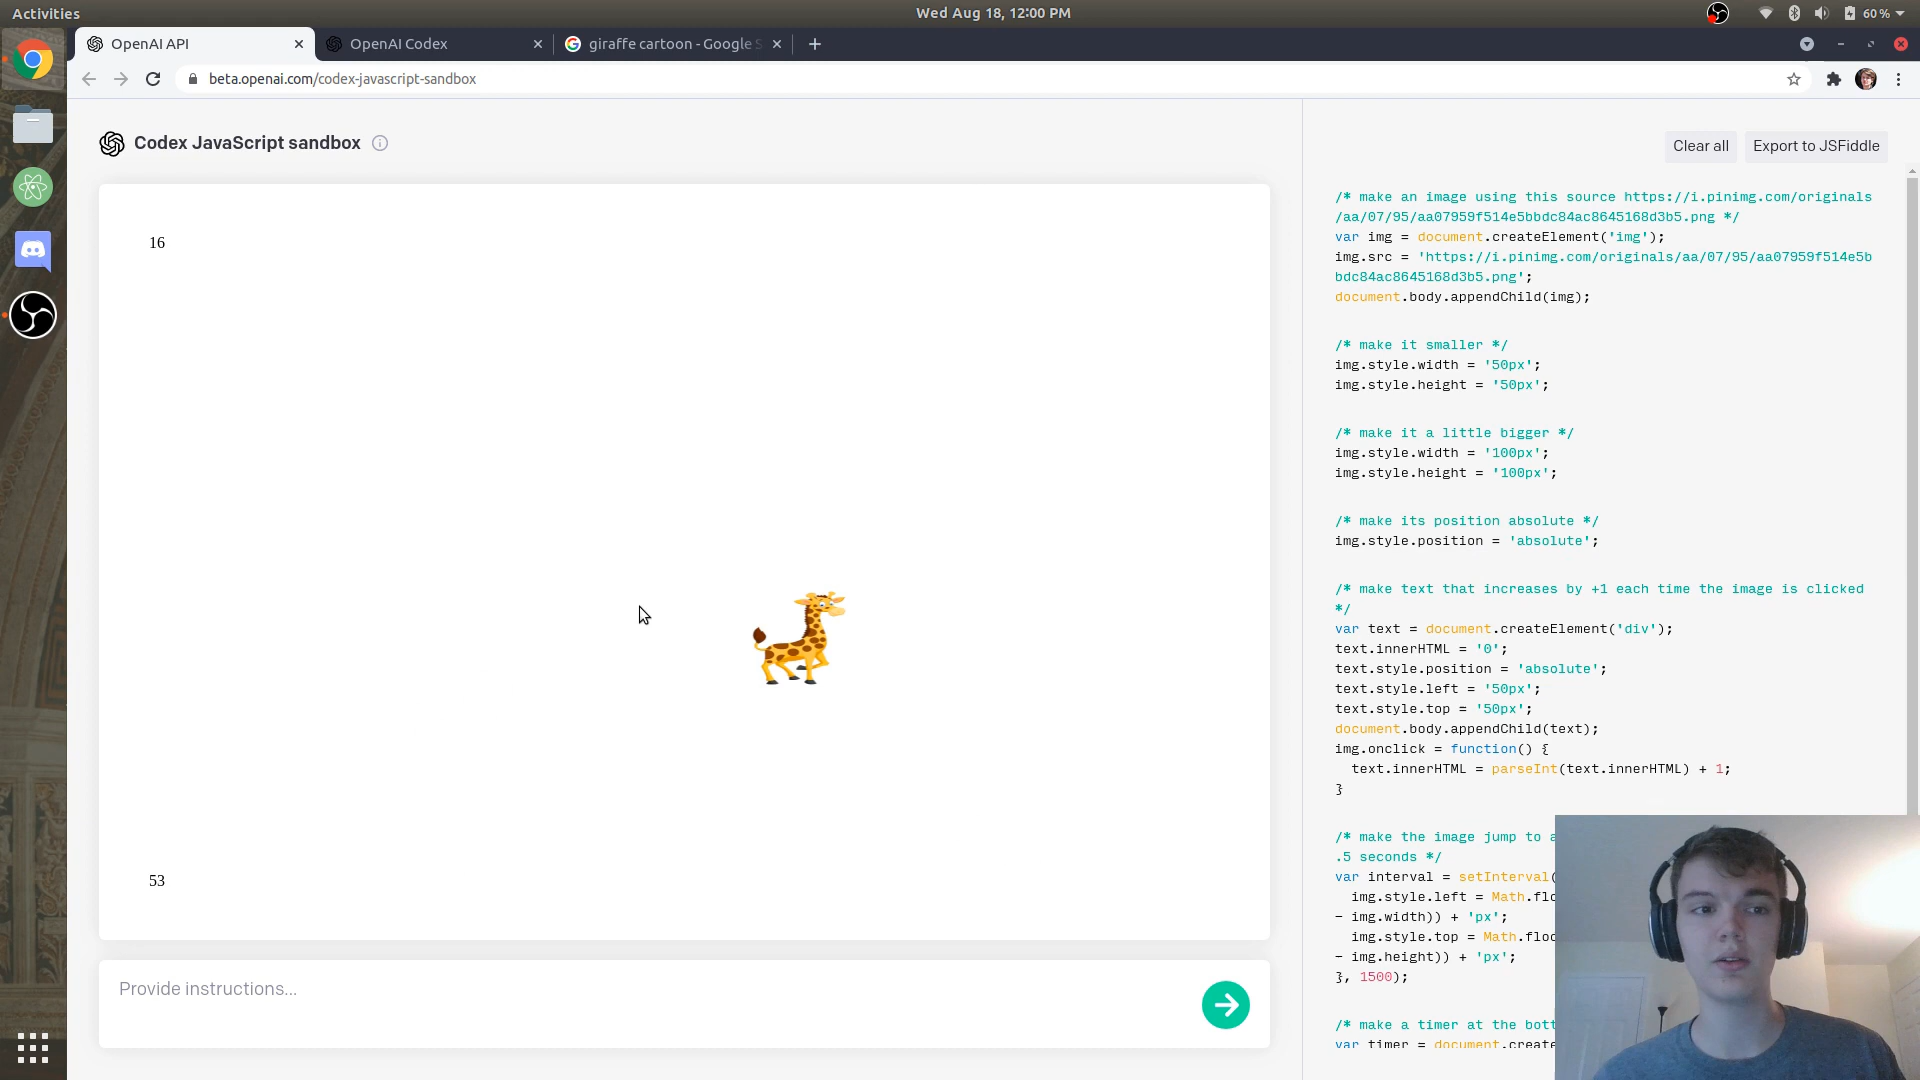 Activities
Wed Aug 18, 12:00 PM
60 %
OpenAI API
OpenAI Codex
giraffe cartoon - Google S
beta.openai.com/codex-javascript-sandbox
Codex JavaScript sandbox
Clear all
Export to JSFiddle
16
53
Provide instructions...
/* make an image using this source https://i.pinimg.com/originals
/aa/07/95/aa07959f514e5bbdc84ac8645168d3b5.png */
var img = document.createElement('img');
img.src = 'https://i.pinimg.com/originals/aa/07/95/aa07959f514e5b
bdc84ac8645168d3b5.png';
document.body.appendChild(img);
/* make it smaller */
img.style.width = '50px';
img.style.height = '50px';
/* make it a little bigger */
img.style.width = '100px';
img.style.height = '100px';
/* make its position absolute */
img.style.position = 'absolute';
/* make text that increases by +1 each time the image is clicked
*/
var text = document.createElement('div');
text.innerHTML = '0';
text.style.position = 'absolute';
text.style.left = '50px';
text.style.top = '50px';
document.body.appendChild(text);
img.onclick = function() {
text.innerHTML = parseInt(text.innerHTML) + 1;
}
/* make the image jump to a
.5 seconds */
var interval = setInterval(
img.style.left = Math.flo
- img.width)) + 'px';
img.style.top = Math.floo
- img.height)) + 'px';
}, 1500);
/* make a timer at the bott
var timer = document.create